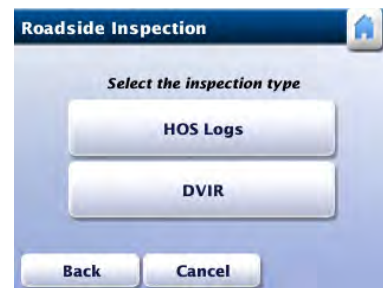 Roadside Inspection
Select the inspection type
HOS Logs
DVIR
Back Cancel